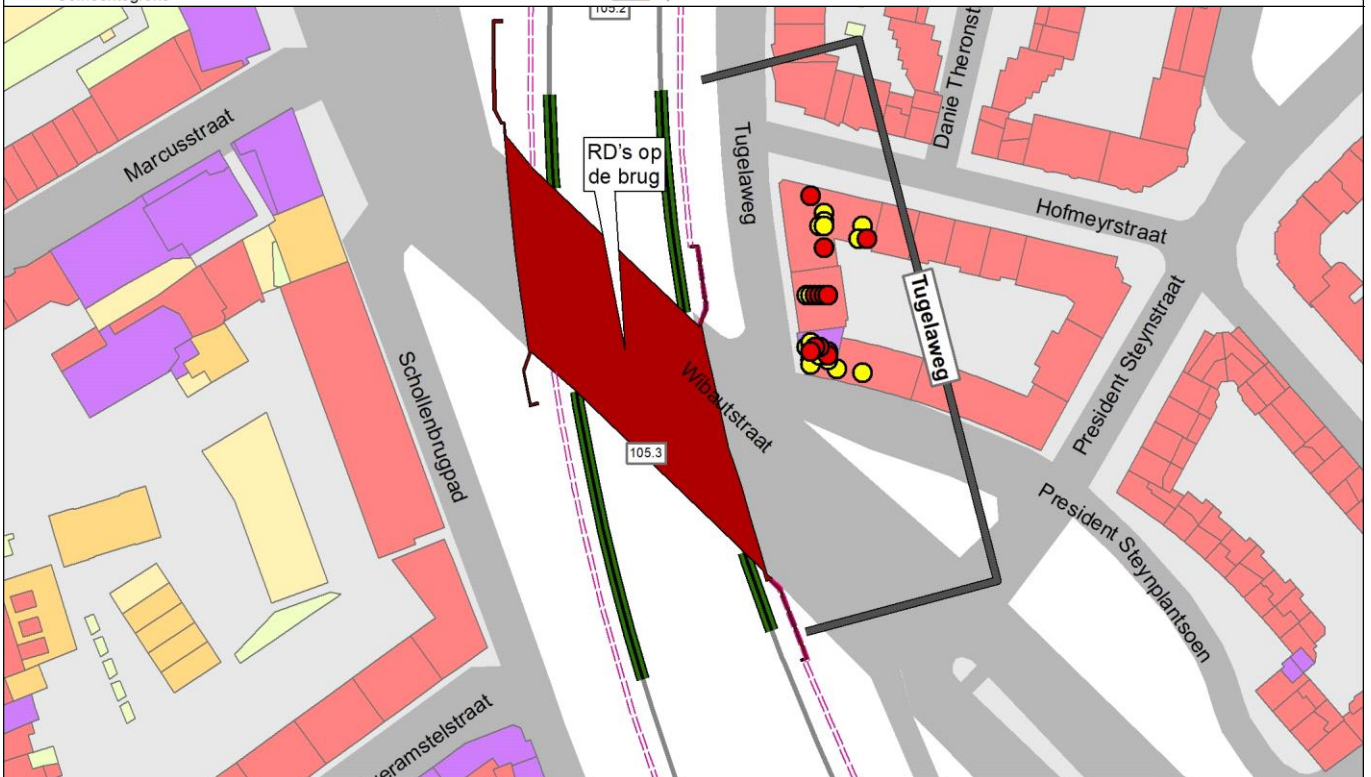 105.2
Marcusstraat
RD's op
de brug
Tugelaweg
Danie Theronst
Hofmeyrstraat
Tugelaweg
President Steynstraat
Schollenbrugpad
Wibautstraat
105.3
President Steynplantsoen
eramstelstraat